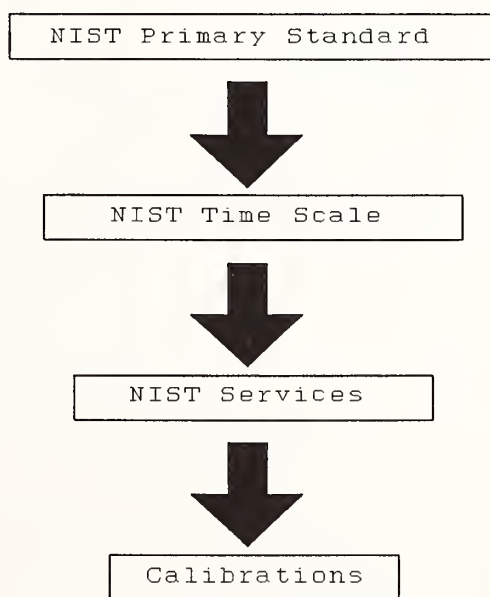 NIST Primary Standard
NIST Time Scale
NIST Services
Calibrations